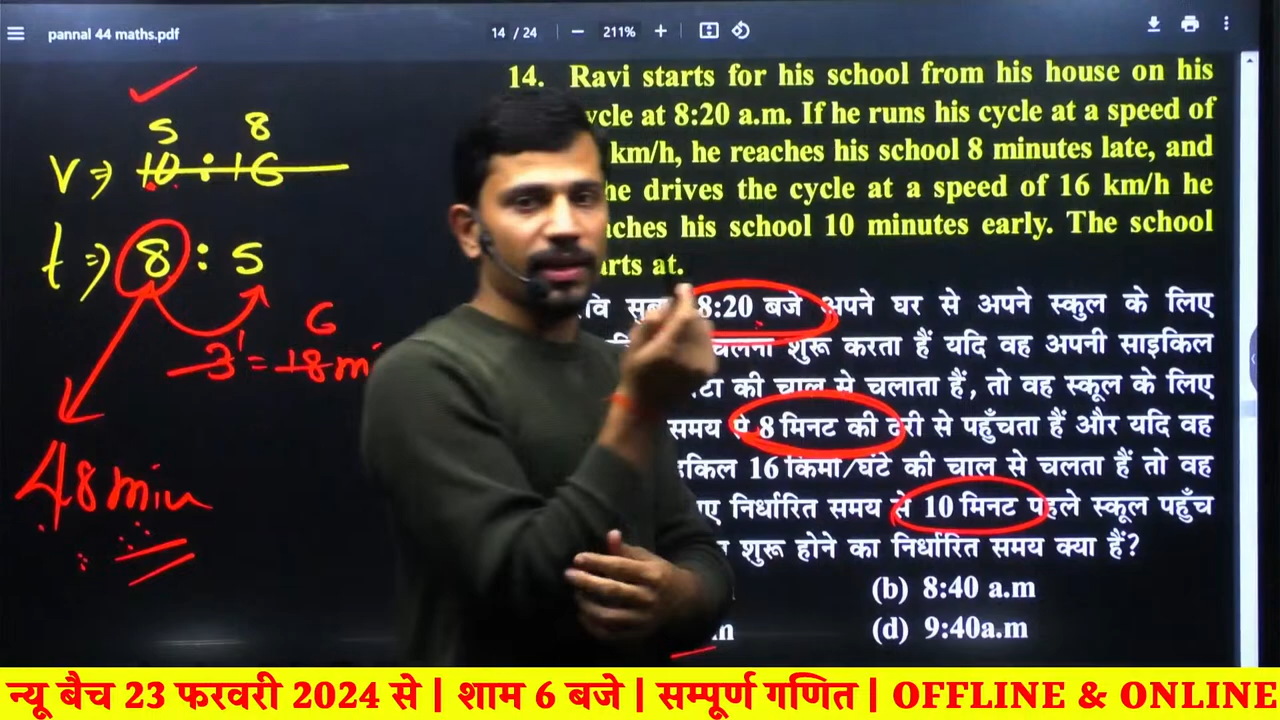 pannal 44 maths.pdf
14 / 24
211%
14. Ravi starts for his school from his house on his
at 8:20 a.m. If he runs his cycle at a speed of
km/h, he reaches his school 8 minutes late, and
he drives the cycle at a speed of 16 km/h he
his school 10 minutes early. The school
at.
8:20 बजे अपने घर से अपने स्कुल के लिए
चलना शुरू करता हैं यदि वह अपनी साइकिल
की चाल से चलाता हैं, तो वह स्कूल के लिए
समय से 8 मिनट की दरी से पहुँचता हैं और यदि वह
16 किमी/घंटे की चाल से चलता हैं तो वह
निर्धारित समय से 10 मिनट पहले स्कूल पहुँच
शुरू होने का निर्धारित समय क्या हैं?
(b) 8:40 a.m
(d) 9:40a.m
5 8
V ⇒ 10 : 16
t ⇒ 8 : 5
6
3 = 18
48 min
न्यू बैच 23 फरवरी 2024 से | शाम 6 बजे | सम्पूर्ण गणित | OFFLINE & ONLINE